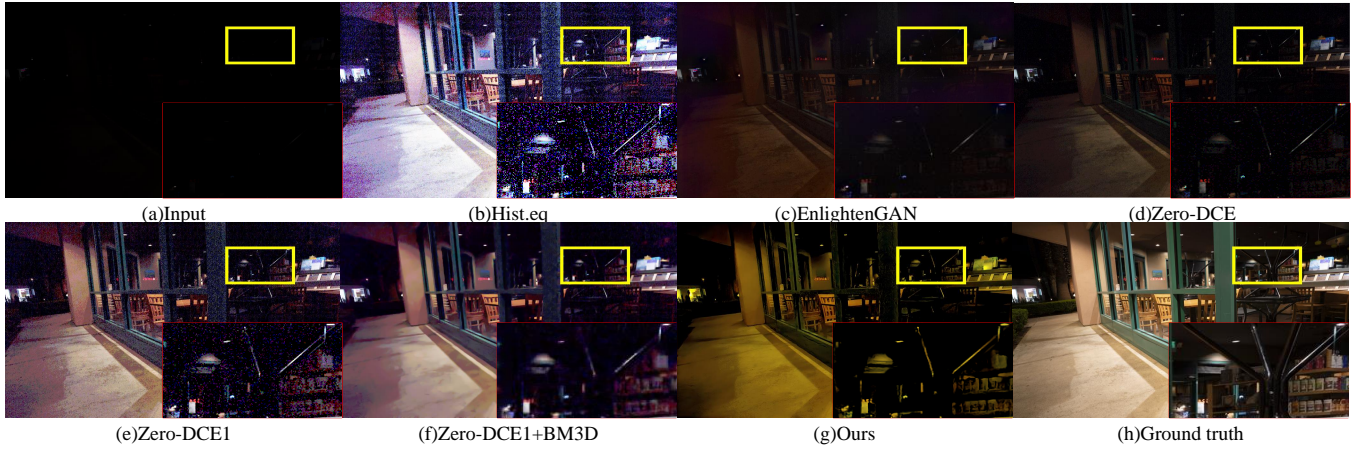 (a)Input
(b)Hist.eq
(c)EnlightenGAN
(d)Zero-DCE
(e)Zero-DCE1
(f)Zero-DCE1+BM3D
(g)Ours
(h)Ground truth